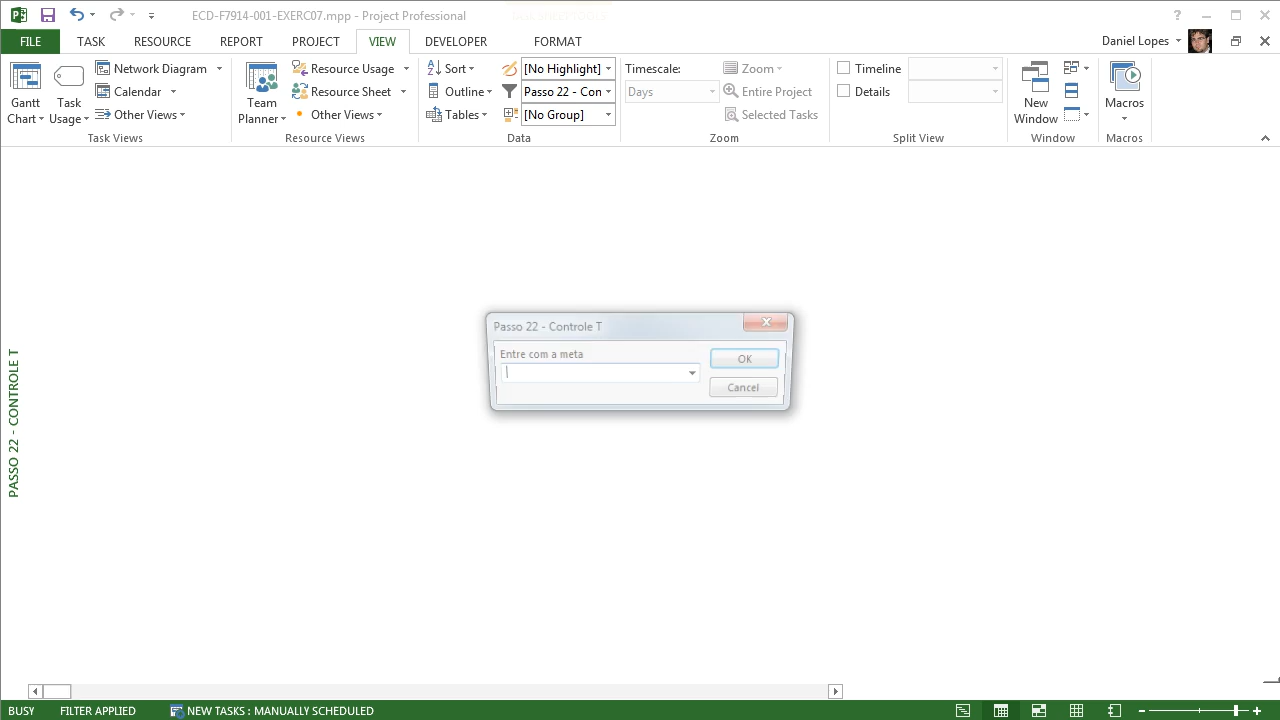 ECD-F7914-001-EXERC07.mpp - Project Professional
FILE TASK RESOURCE REPORT PROJECT VIEW DEVELOPER FORMAT
Daniel Lopes
Gantt Chart
Task Usage
Network Diagram
Calendar
Other Views
Task Views
Team Planner
Resource Usage
Resource Sheet
Other Views
Resource Views
Sort
Outline
Tables
[No Highlight]
Passo 22 - Con
[No Group]
Data
Timescale:
Days
Zoom
Entire Project
Selected Tasks
Zoom
Timeline
Details
Split View
New Window
Window
Macros
Macros
Passo 22 - Controle T
Entre com a meta
OK
Cancel
PASSO 22 - CONTROLE T
BUSY FILTER APPLIED NEW TASKS : MANUALLY SCHEDULED